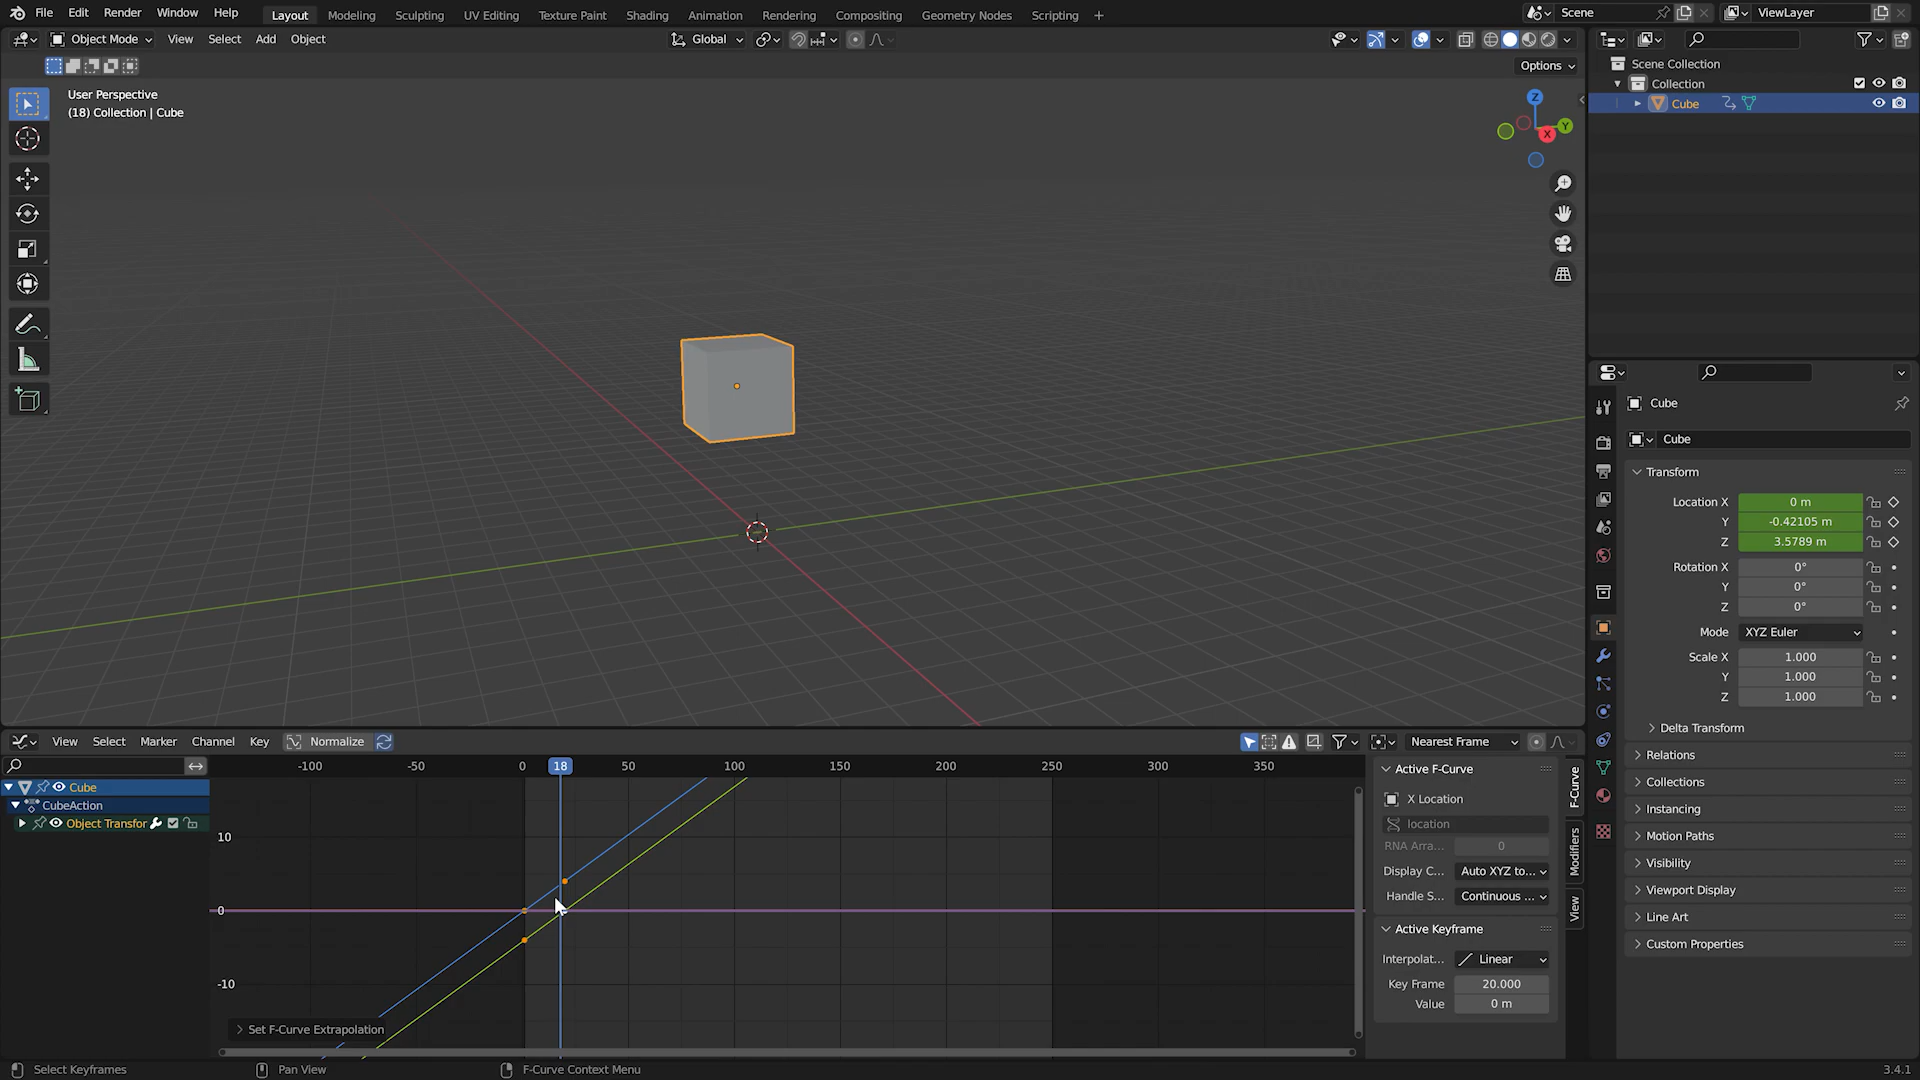 File Edit Render Window Help Layout Modeling Sculpting UV Editing Texture Paint Shading Animation Rendering Compositing Geometry Nodes Scripting + Scene ViewLayer
Object Mode View Select Add Object Global
Options
User Perspective
(18) Collection | Cube
Z
Y
X
Scene Collection
Collection
Cube
Cube
Cube
Transform
Location X 0 m
Y -0.42105 m
Z 3.5789 m
Rotation X 0°
Y 0°
Z 0°
Mode XYZ Euler
Scale X 1.000
Y 1.000
Z 1.000
Delta Transform
Relations
Collections
Instancing
Motion Paths
Visibility
Viewport Display
Line Art
Custom Properties
View Select Marker Channel Key Normalize Nearest Frame
-100 -50 0 18 50 100 150 200 250 300 350
Cube
CubeAction
Object Transfor
10
0
-10
Set F-Curve Extrapolation
Active F-Curve
X Location
location
RNA Arra... 0
Display C... Auto XYZ to...
Handle S... Continuous ...
Active Keyframe
Interpolat... Linear
Key Frame 20.000
Value 0 m
F-Curve
Modifiers
View
Select Keyframes Pan View F-Curve Context Menu 3.4.1